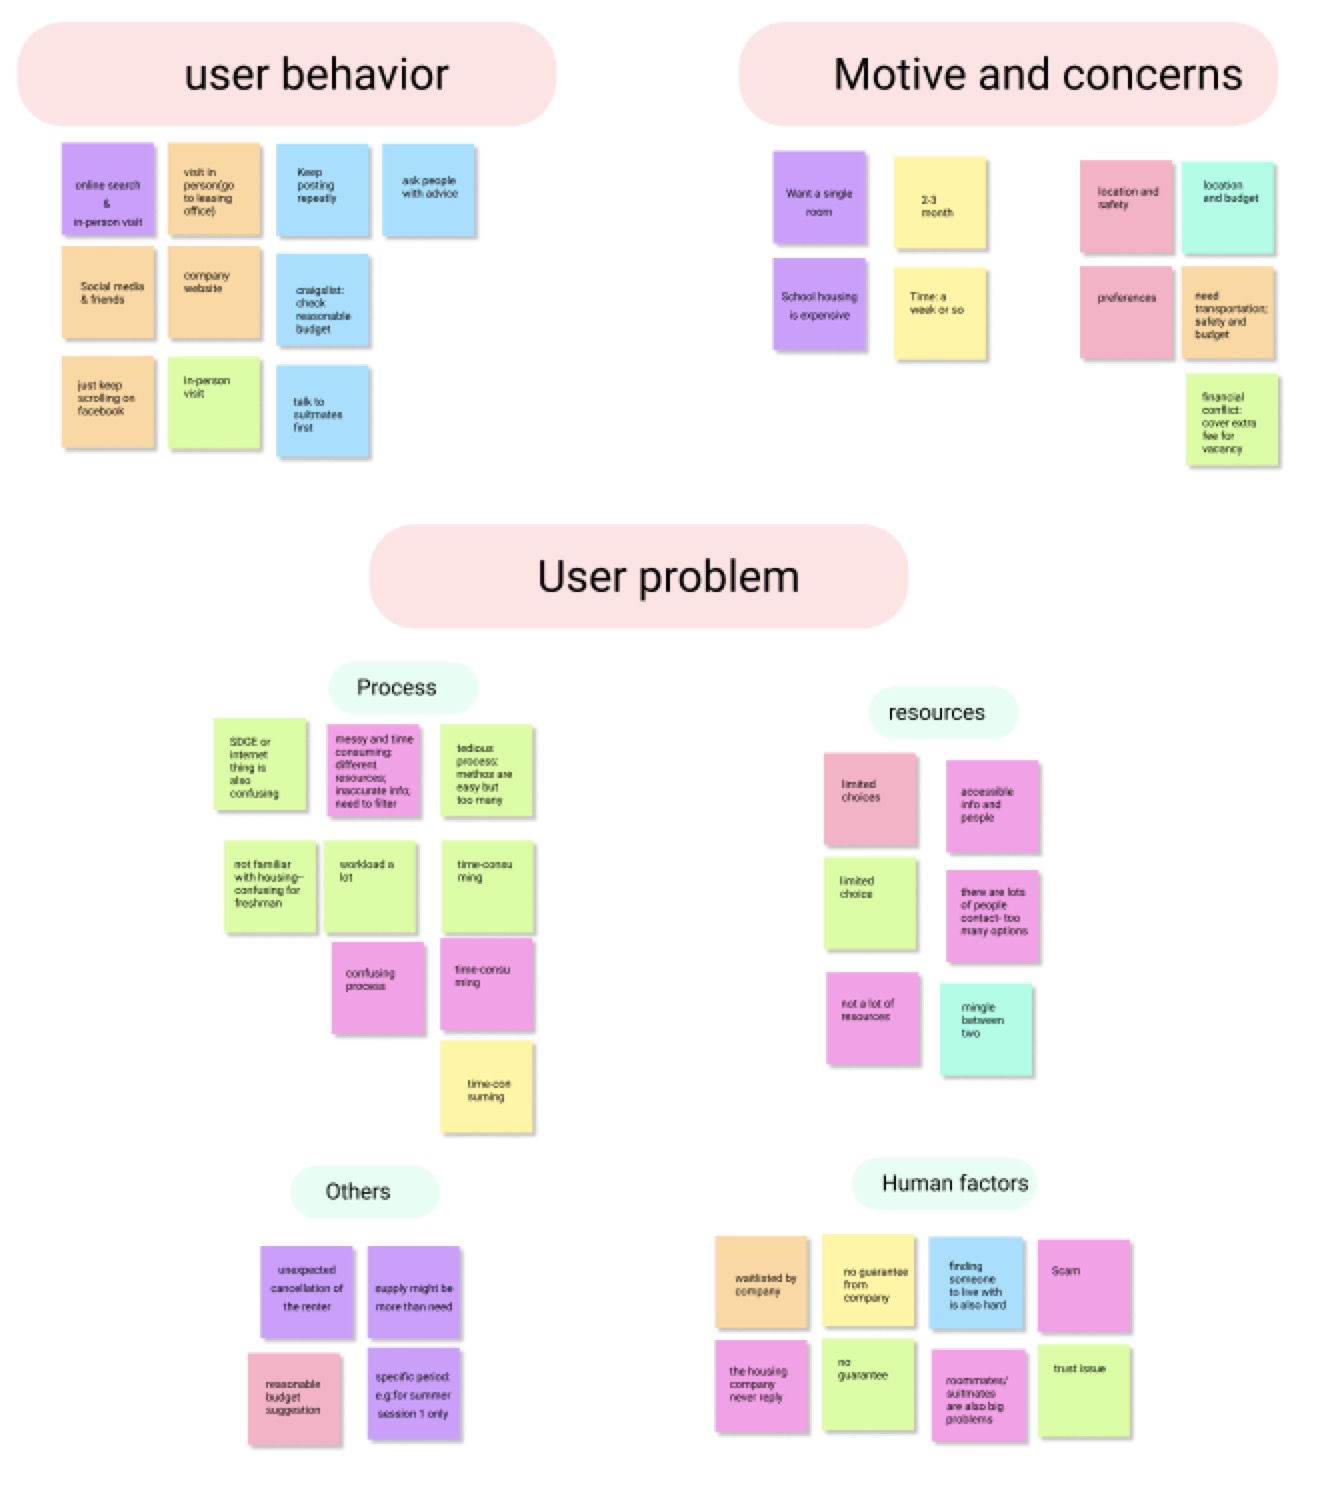 user behavior
online search
&
in-person visit
visit in
person(go
to leasing
office)
Keep
posting
repeatly
ask people
with advice
Social media
& friends
company
website
craigslist:
check
reasonable
budget
just keep
scrolling on
facebook
in-person
visit
talk to
suitmates
first
Motive and concerns
Want a single
room
2-3
month
School housing
is expensive
Time: a
week or so
location and
safety
location
and budget
preferences
need
transportation;
safety and
budget
financial
conflict:
cover extra
fee for
vacancy
User problem
Process
SDGE or
internet
thing is
also
confusing
messy and time
consuming:
different
resources;
inaccurate info;
need to filter
tedious
process;
methos are
easy but
too many
not familiar
with housing--
confusing for
freshman
workload a
lot
time-consu
ming
confusing
process
time-consu
ming
time-con
suming
resources
limited
choices
accessible
info and
people
limited
choice
there are lots
of people
contact- too
many options
not a lot of
resources
mingle
between
two
Others
unexpected
cancellation of
the renter
supply might be
more than need
reasonable
budget
suggestion
specific period:
e.g:for summer
session 1 only
Human factors
waitlisted by
company
no guarantee
from
company
finding
someone
to live with
is also hard
Scam
the housing
company
never reply
no
guarantee
roommates/
suitmates
are also big
problems
trust issue